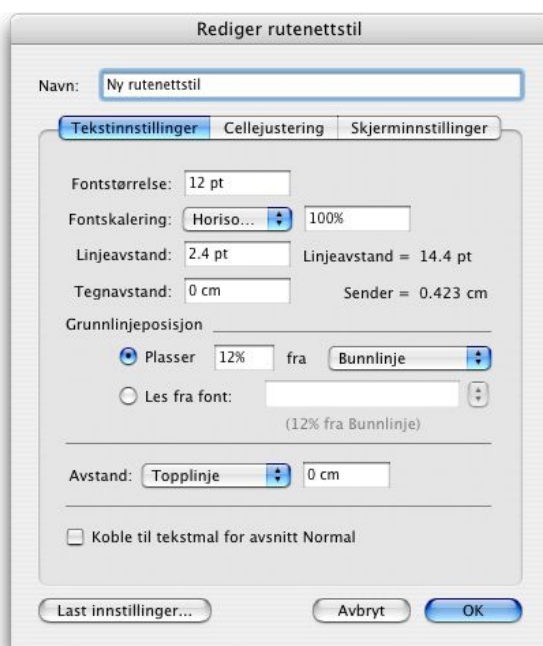 Rediger rutenettstil
Navn: Ny rutenettstil
Tekstinnstillinger Cellejustering Skjerminnstillinger
Fontstørrelse: 12 pt
Fontskalering: Horiso... 100%
Linjeavstand: 2.4 pt Linjeavstand = 14.4 pt
Tegnavstand: 0 cm Sender = 0.423 cm
Grunnlinjeposisjon
Plasser 12% fra Bunnlinje
Les fra font:
(12% fra Bunnlinje)
Avstand: Topplinje 0 cm
Koble til tekstmal for avsnitt Normal
Last innstillinger... Avbryt OK